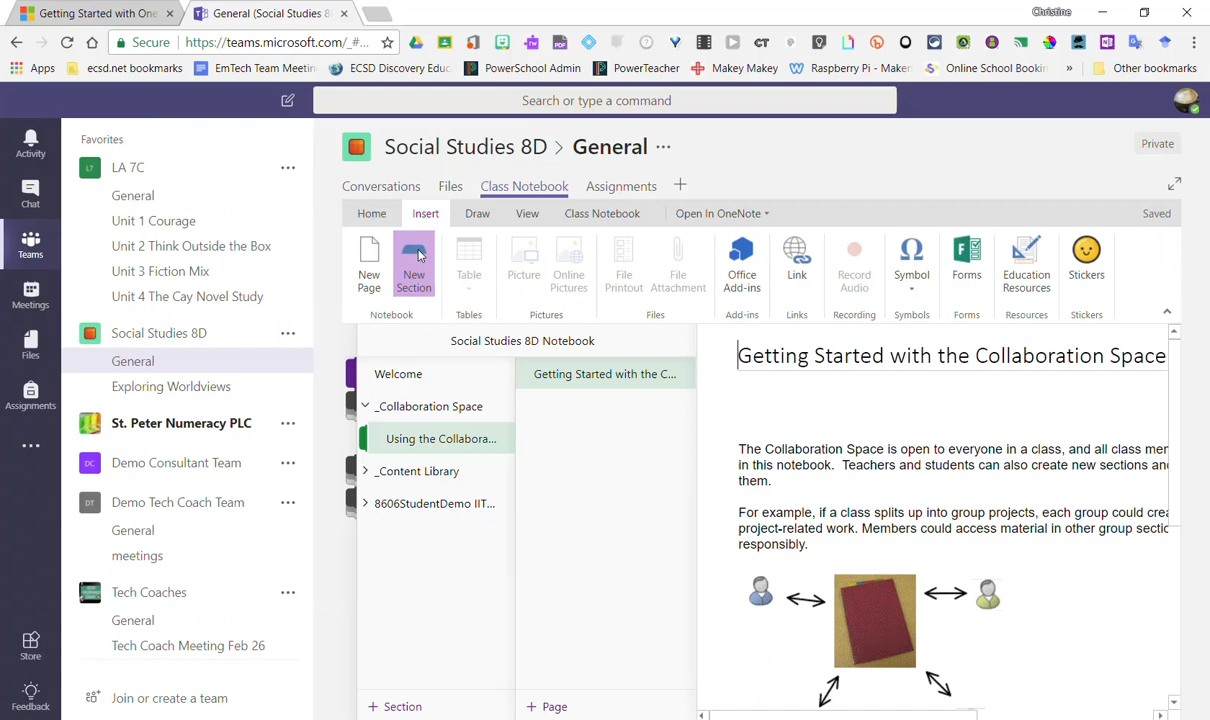 Getting Started with One
General (Social Studies 8
Christine
Secure
https://teams.microsoft.com/_#...
Apps
ecsd.net bookmarks
EmTech Team Meetin
ECSD Discovery Educ
PowerSchool Admin
PowerTeacher
Makey Makey
Raspberry Pi - Maker
Online School Bookin
»
Other bookmarks
Search or type a command
Activity
Chat
Teams
Meetings
Files
Assignments
Store
Feedback
Favorites
LA 7C
General
Unit 1 Courage
Unit 2 Think Outside the Box
Unit 3 Fiction Mix
Unit 4 The Cay Novel Study
Social Studies 8D
General
Exploring Worldviews
St. Peter Numeracy PLC
DC Demo Consultant Team
DT Demo Tech Coach Team
General
meetings
Tech Coaches
General
Tech Coach Meeting Feb 26
Join or create a team
Social Studies 8D > General ···
Private
Conversations Files Class Notebook Assignments +
Home Insert Draw View Class Notebook Open In OneNote
Saved
New Page
New Section
Table
Picture
Online Pictures
File Printout
File Attachment
Office Add-ins
Link
Record Audio
Symbol
Forms
Education Resources
Stickers
Notebook Tables Pictures Files Add-ins Links Recording Symbols Forms Resources Stickers
Social Studies 8D Notebook
Welcome
_Collaboration Space
Using the Collabora...
_Content Library
8606StudentDemo IIT...
+ Section
Getting Started with the C...
+ Page
Getting Started with the Collaboration Space
The Collaboration Space is open to everyone in a class, and all class mer
in this notebook. Teachers and students can also create new sections an
them.
For example, if a class splits up into group projects, each group could crea
project-related work. Members could access material in other group sectio
responsibly.